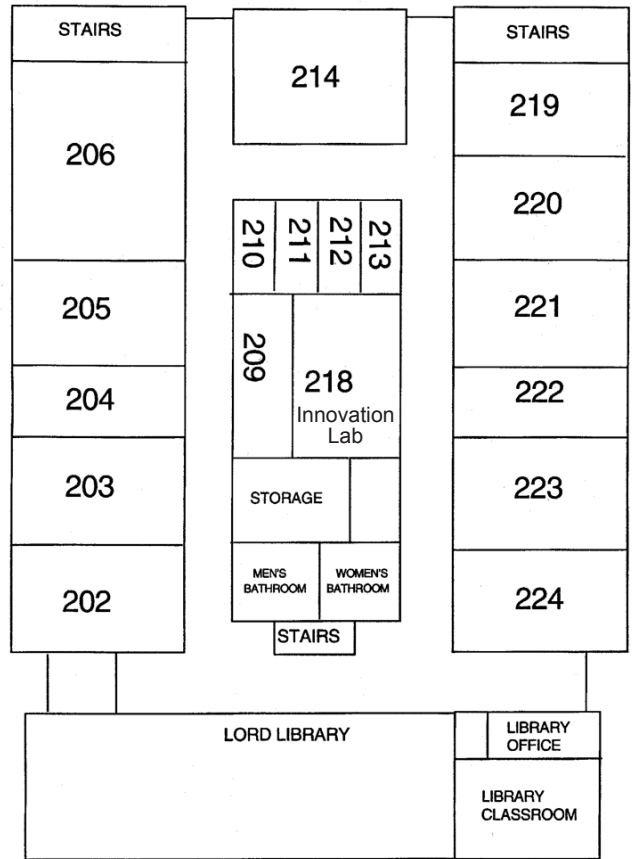 STAIRS
214
STAIRS
206
219
220
210
211
212
213
205
221
209
218
Innovation
Lab
204
222
203
STORAGE
223
MEN'S
BATHROOM
WOMEN'S
BATHROOM
202
224
STAIRS
LORD LIBRARY
LIBRARY
OFFICE
LIBRARY
CLASSROOM